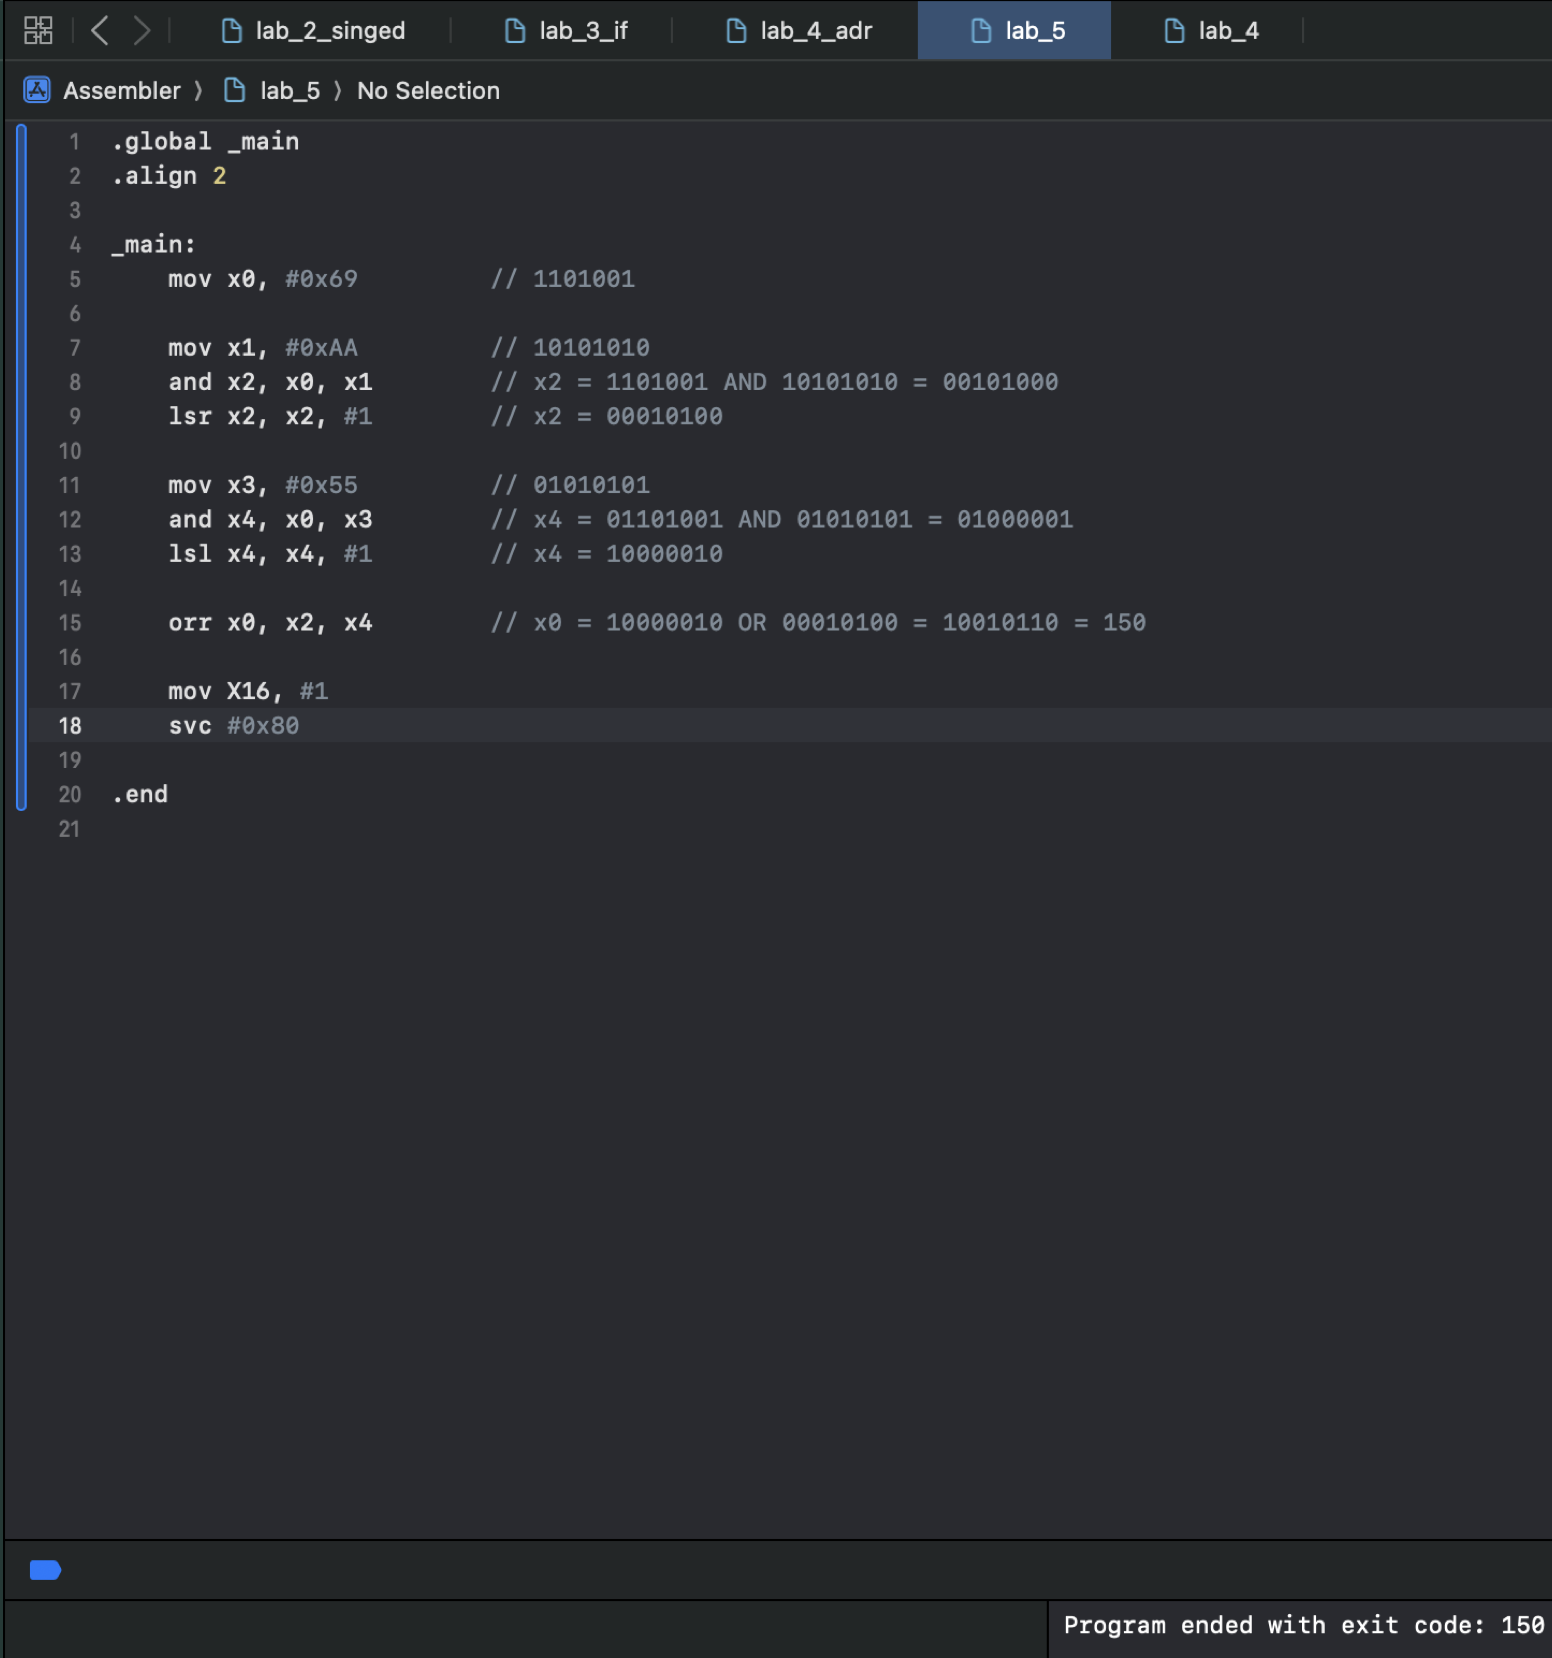 lab_2_singed lab_3_if lab_4_adr lab_5 lab_4
Assembler 〉 lab_5 〉 No Selection
1 .global _main
2 .align 2
3
4 _main:
5 mov x0, #0x69 // 1101001
6
7 mov x1, #0xAA // 10101010
8 and x2, x0, x1 // x2 = 1101001 AND 10101010 = 00101000
9 lsr x2, x2, #1 // x2 = 00010100
10
11 mov x3, #0x55 // 01010101
12 and x4, x0, x3 // x4 = 01101001 AND 01010101 = 01000001
13 lsl x4, x4, #1 // x4 = 10000010
14
15 orr x0, x2, x4 // x0 = 10000010 OR 00010100 = 10010110 = 150
16
17 mov X16, #1
18 svc #0x80
19
20 .end
21
Program ended with exit code: 150